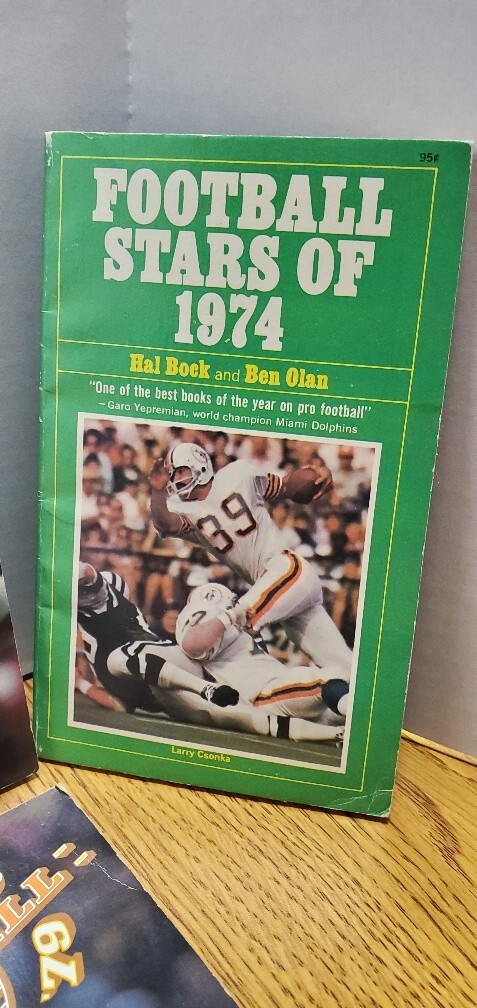 95¢
FOOTBALL
STARS OF
1974
Hal Bock and Ben Olan
"One of the best books of the year on pro football"
—Garo Yepremian, world champion Miami Dolphins
39
Larry Csonka
'79